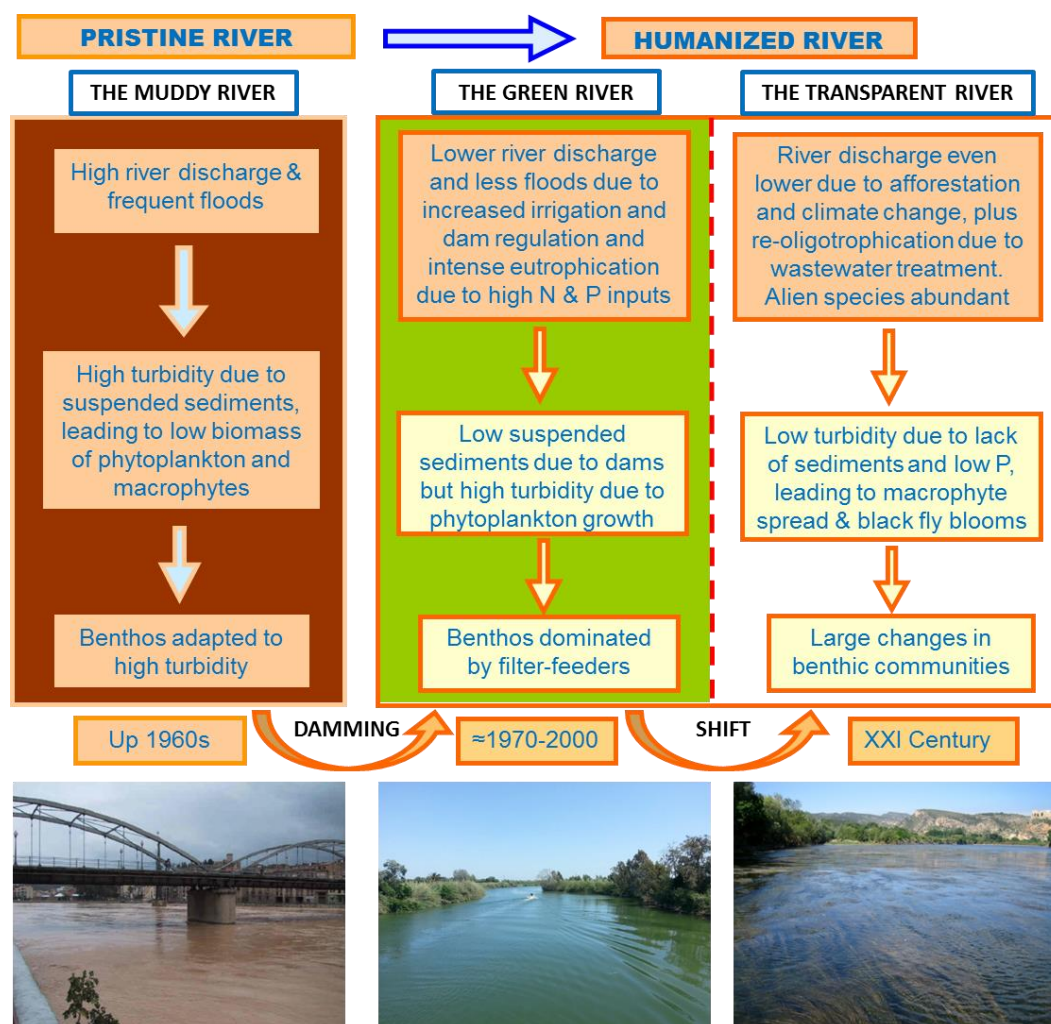 PRISTINE RIVER
HUMANIZED RIVER
THE MUDDY RIVER
THE GREEN RIVER
THE TRANSPARENT RIVER
High river discharge &
frequent floods
High turbidity due to
suspended sediments,
leading to low biomass
of phytoplankton and
macrophytes
Benthos adapted to
high turbidity
Lower river discharge
and less floods due to
increased irrigation and
dam regulation and
intense eutrophication
due to high N & P inputs
Low suspended
sediments due to dams
but high turbidity due to
phytoplankton growth
Benthos dominated
by filter-feeders
River discharge even
lower due to afforestation
and climate change, plus
re-oligotrophication due to
wastewater treatment.
Alien species abundant
Low turbidity due to lack
of sediments and low P,
leading to macrophyte
spread & black fly blooms
Large changes in
benthic communities
Up 1960s
DAMMING
≈1970-2000
SHIFT
XXI Century